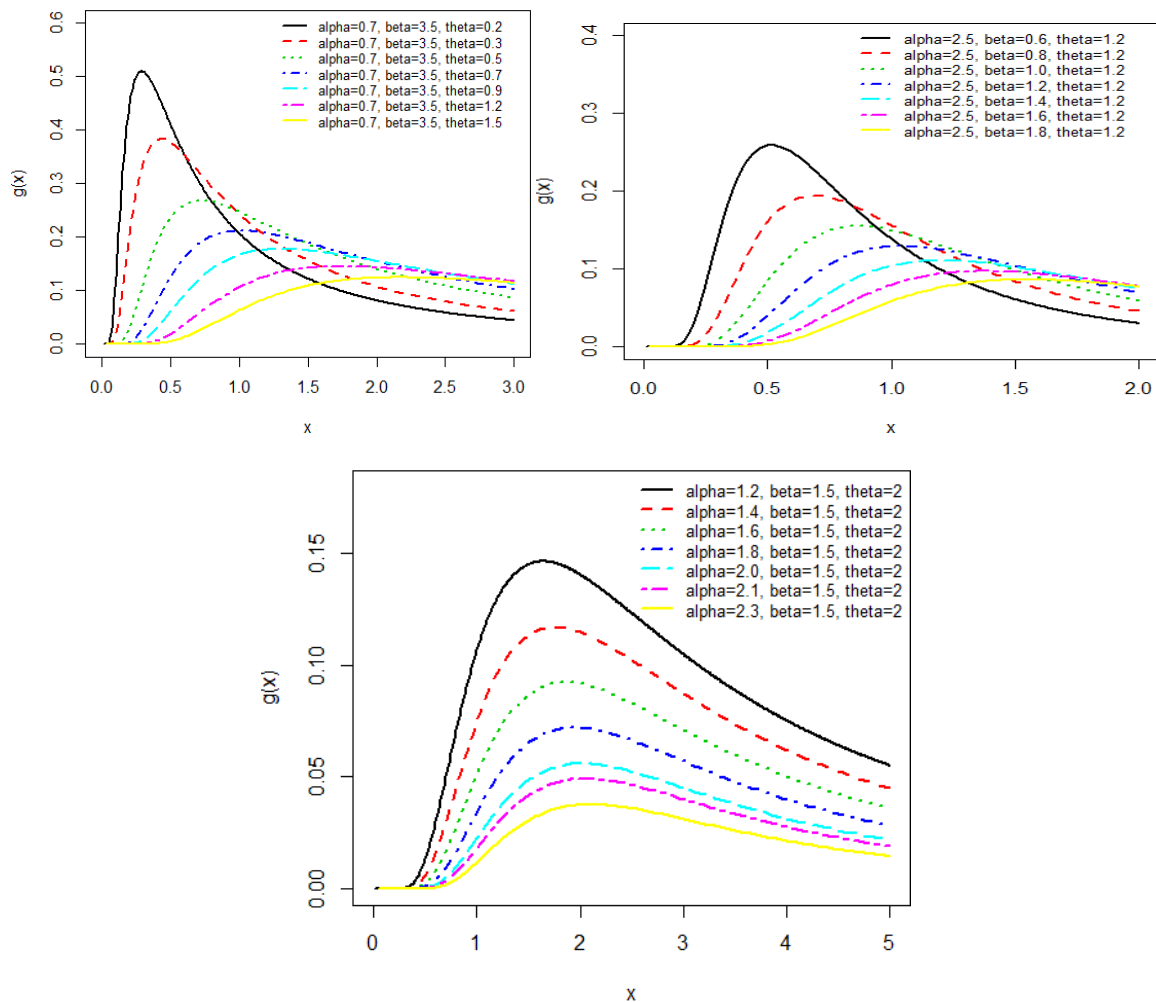 alpha=0.7, beta=3.5, theta=0.2
alpha=0.7, beta=3.5, theta=0.3
alpha=0.7, beta=3.5, theta=0.5
alpha=0.7, beta=3.5, theta=0.7
alpha=0.7, beta=3.5, theta=0.9
alpha=0.7, beta=3.5, theta=1.2
alpha=0.7, beta=3.5, theta=1.5
0.6
0.5
0.4
0.3
0.2
0.1
0.0
g(x)
0.0 0.5 1.0 1.5 2.0 2.5 3.0
x
alpha=2.5, beta=0.6, theta=1.2
alpha=2.5, beta=0.8, theta=1.2
alpha=2.5, beta=1.0, theta=1.2
alpha=2.5, beta=1.2, theta=1.2
alpha=2.5, beta=1.4, theta=1.2
alpha=2.5, beta=1.6, theta=1.2
alpha=2.5, beta=1.8, theta=1.2
0.4
0.3
0.2
0.1
0.0
g(x)
0.0 0.5 1.0 1.5 2.0
x
alpha=1.2, beta=1.5, theta=2
alpha=1.4, beta=1.5, theta=2
alpha=1.6, beta=1.5, theta=2
alpha=1.8, beta=1.5, theta=2
alpha=2.0, beta=1.5, theta=2
alpha=2.1, beta=1.5, theta=2
alpha=2.3, beta=1.5, theta=2
0.15
0.10
0.05
0.00
g(x)
0 1 2 3 4 5
x